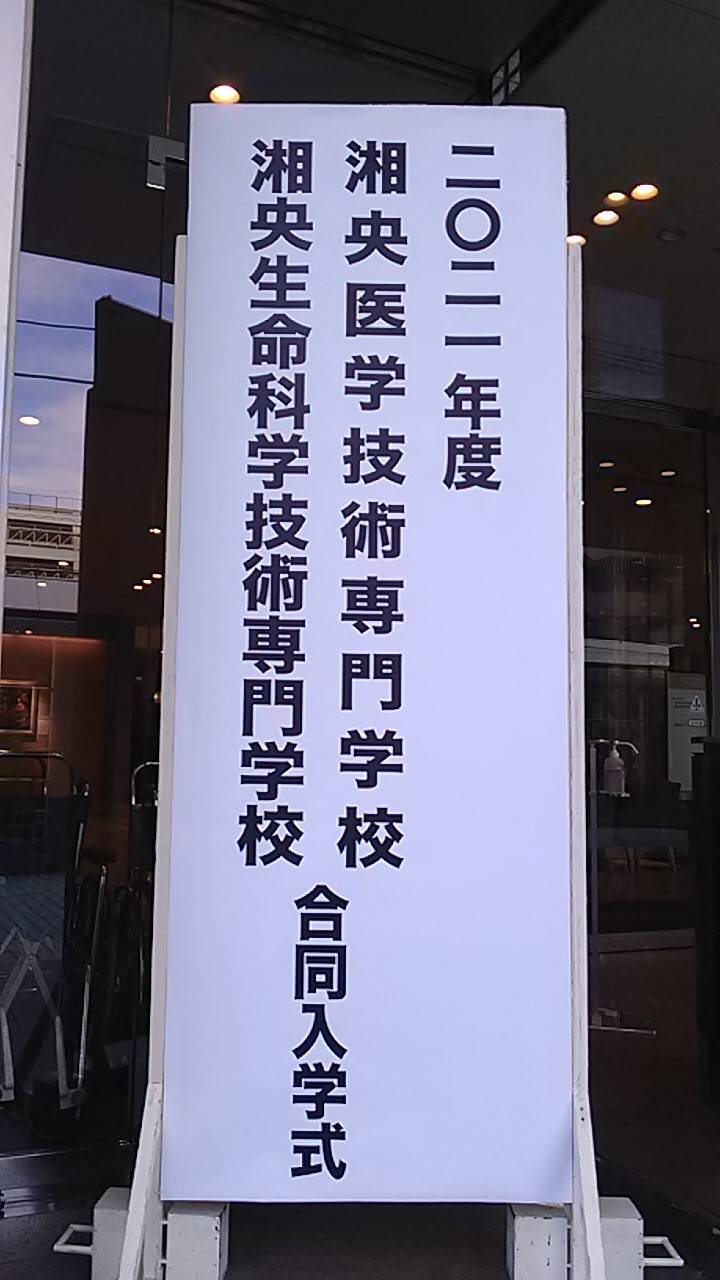 二〇二一年度
湘央医学技術専門学校
湘央生命科学技術専門学校
合同入学式